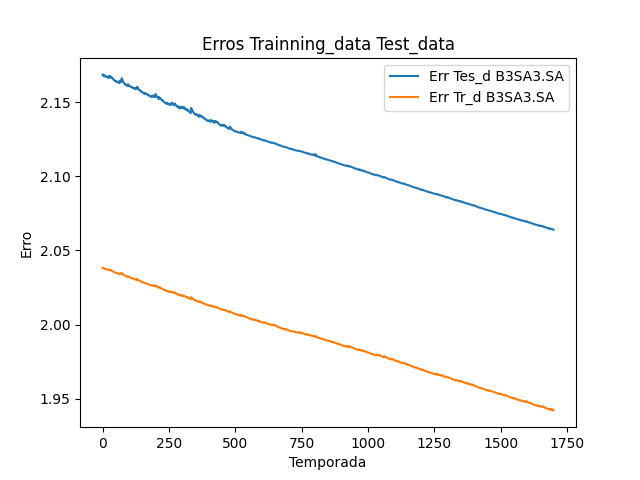 Erros Trainning_data Test_data
Err Tes_d B3SA3.SA
Err Tr_d B3SA3.SA
2.15
2.10
2.05
2.00
1.95
Erro
0 250 500 750 1000 1250 1500 1750
Temporada